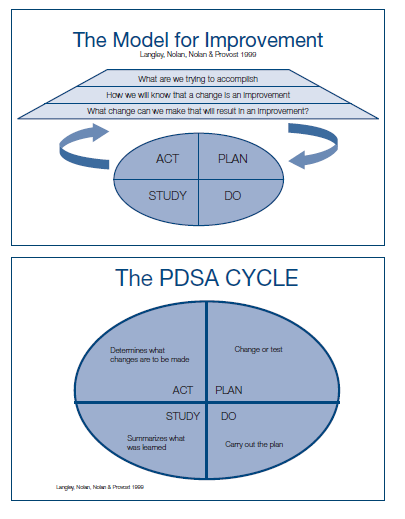 The Model for Improvement
Langley, Nolan, Nolan & Provost 1999
What are we trying to accomplish
How we will know that a change is an improvement
What change can we make that will result in an improvement?
ACT PLAN
STUDY DO
The PDSA CYCLE
Determines what
changes are to be made
Change or test
ACT PLAN
STUDY DO
Summarizes what
was learned
Carry out the plan
Langley, Nolan, Nolan & Provost 1999